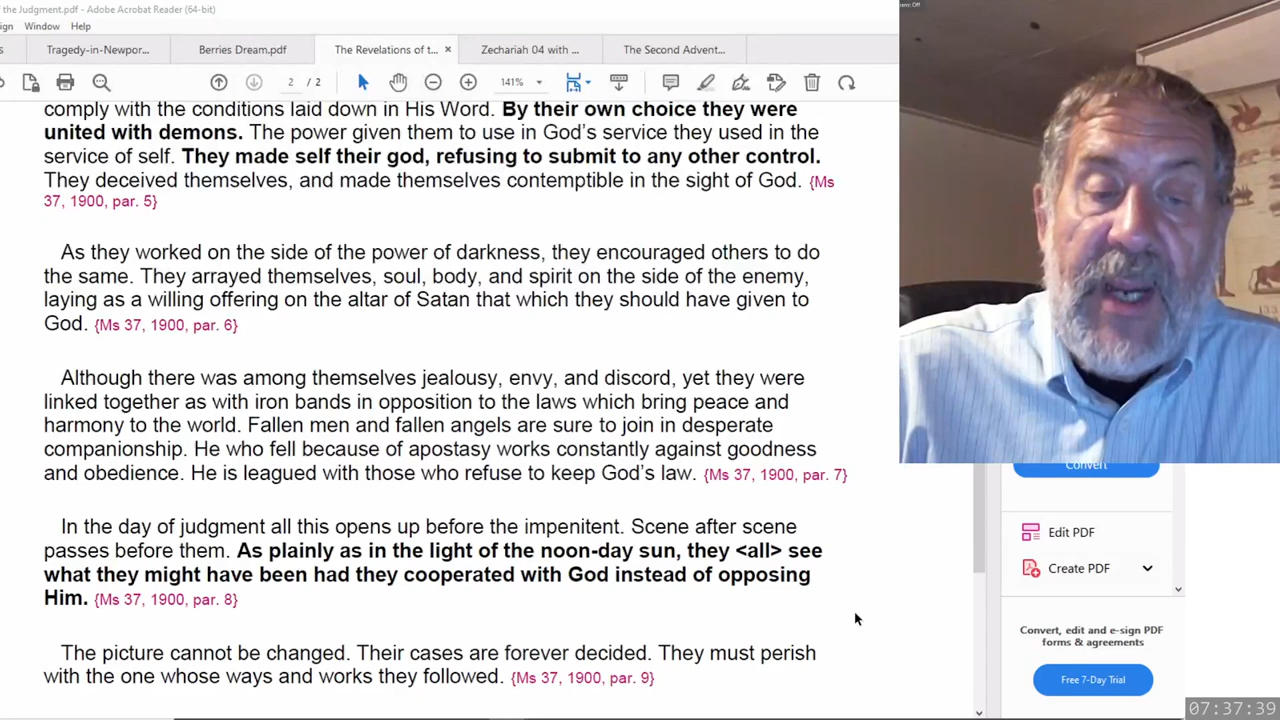 f the Judgment.pdf - Adobe Acrobat Reader (64-bit)
ign Window Help
s Tragedy-in-Newpor... Bernies Dream.pdf The Revelations of t... × Zechariah 04 with ... The Second Advent...
2 / 2 141%
comply with the conditions laid down in His Word. By their own choice they were
united with demons. The power given them to use in God's service they used in the
service of self. They made self their god, refusing to submit to any other control.
They deceived themselves, and made themselves contemptible in the sight of God. {Ms
37, 1900, par. 5}
As they worked on the side of the power of darkness, they encouraged others to do
the same. They arrayed themselves, soul, body, and spirit on the side of the enemy,
laying as a willing offering on the altar of Satan that which they should have given to
God. {Ms 37, 1900, par. 6}
Although there was among themselves jealousy, envy, and discord, yet they were
linked together as with iron bands in opposition to the laws which bring peace and
harmony to the world. Fallen men and fallen angels are sure to join in desperate
companionship. He who fell because of apostasy works constantly against goodness
and obedience. He is leagued with those who refuse to keep God's law. {Ms 37, 1900, par. 7}
In the day of judgment all this opens up before the impenitent. Scene after scene
passes before them. As plainly as in the light of the noon-day sun, they <all> see
what they might have been had they cooperated with God instead of opposing
Him. {Ms 37, 1900, par. 8}
The picture cannot be changed. Their cases are forever decided. They must perish
with the one whose ways and works they followed. {Ms 37, 1900, par. 9}
Convert
Edit PDF
Create PDF
Convert, edit and e-sign PDF
forms & agreements
Free 7-Day Trial
07:37:39